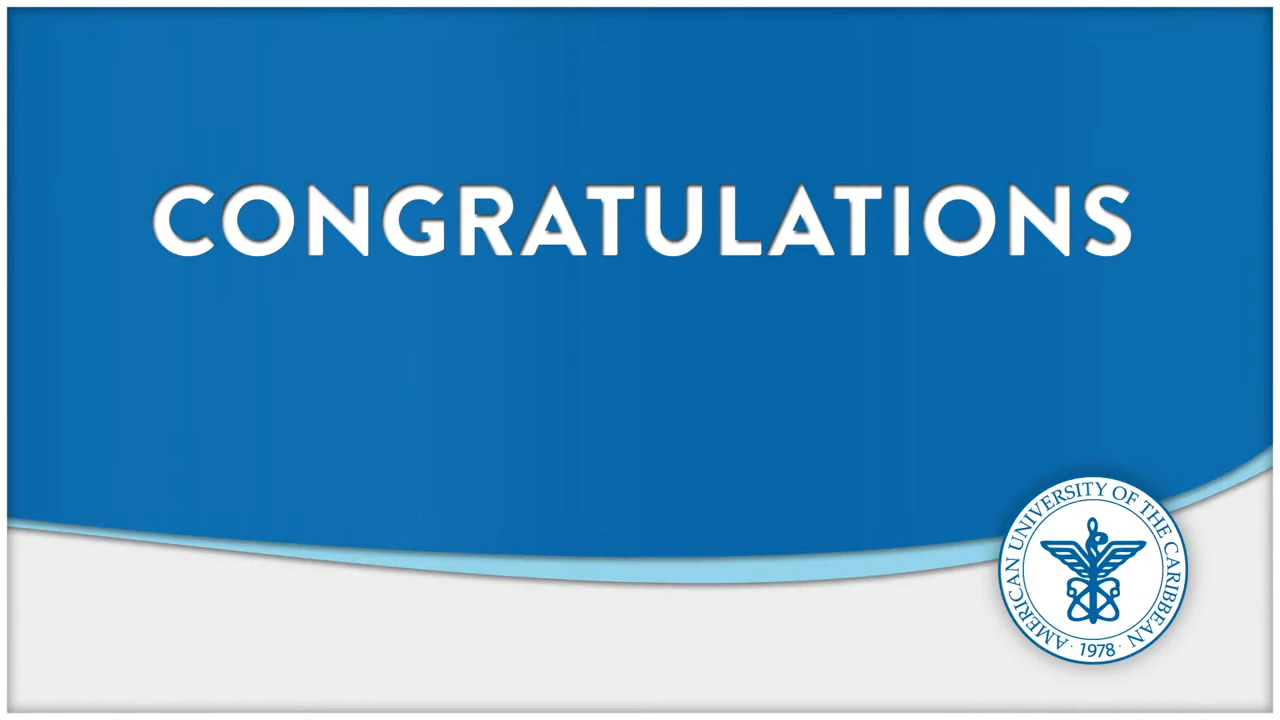 CONGRATULATIONS
AMERICAN UNIVERSITY OF THE CARIBBEAN
· 1978 ·